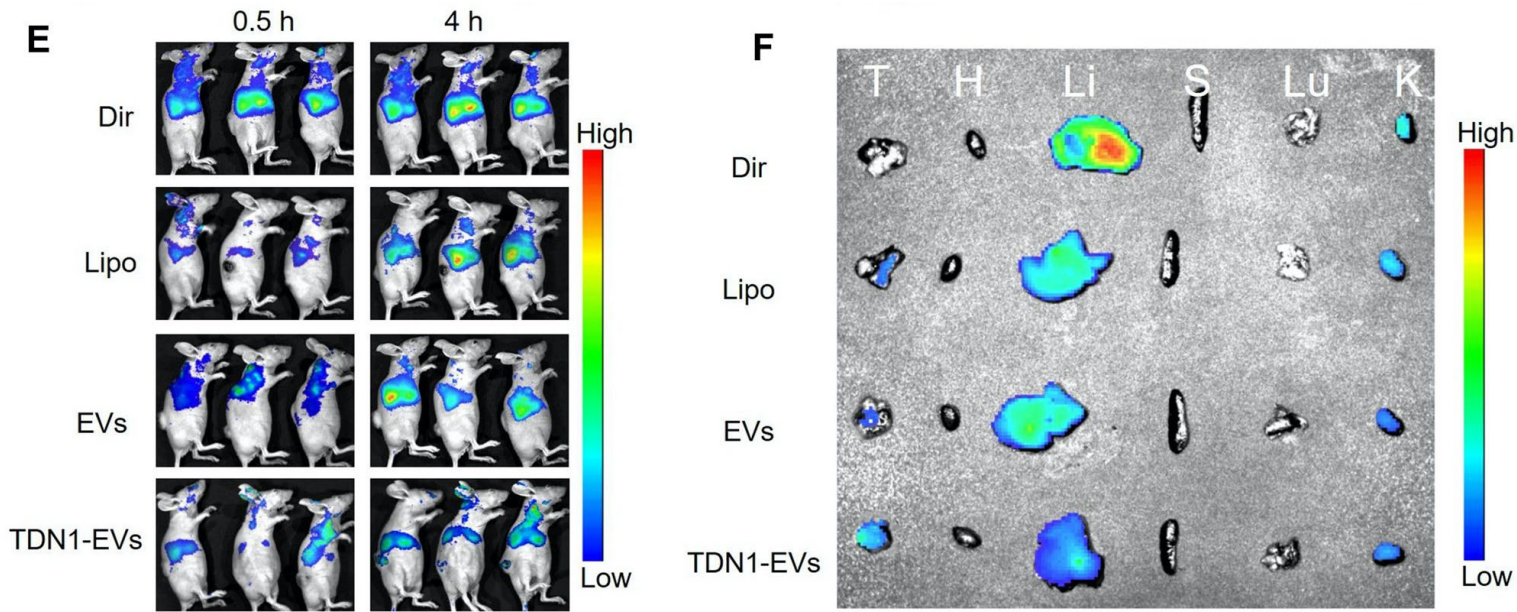 E
0.5 h
4 h
Dir
Lipo
EVs
TDN1-EVs
High
Low
F
T
H
Li
S
Lu
K
Dir
Lipo
EVs
TDN1-EVs
High
Low